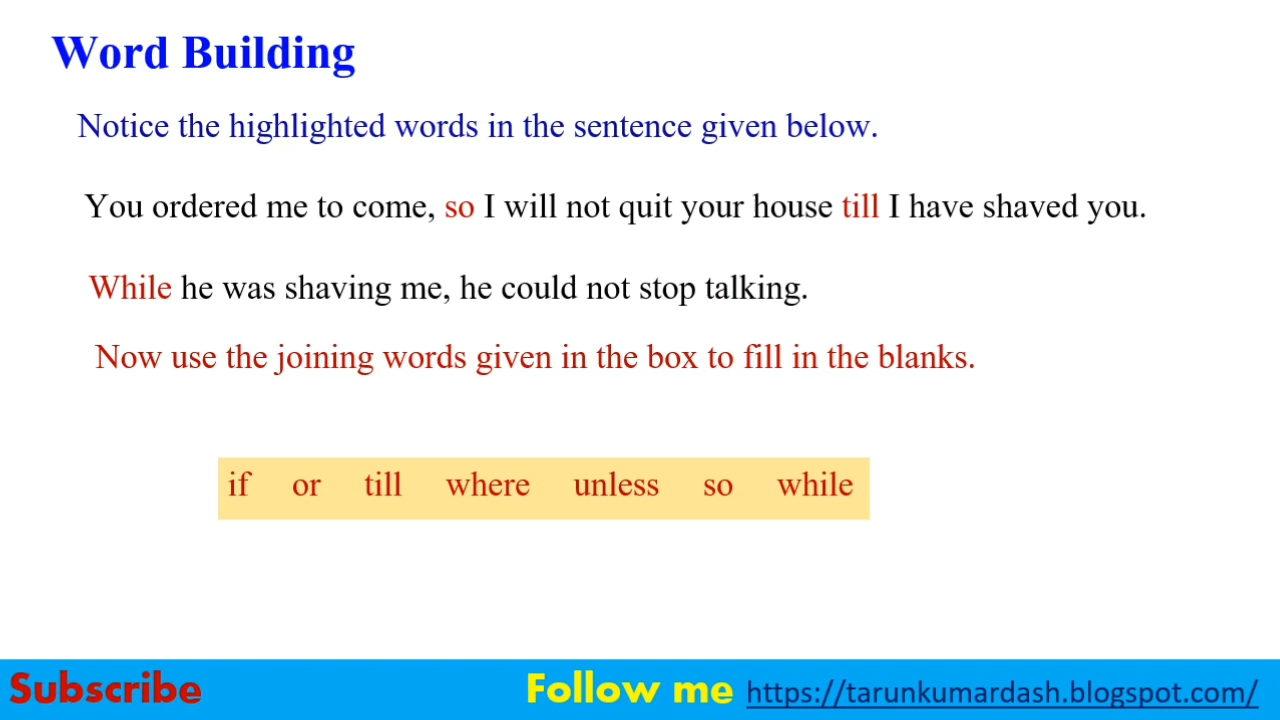 Word Building
Notice the highlighted words in the sentence given below.
You ordered me to come, so I will not quit your house till I have shaved you.
While he was shaving me, he could not stop talking.
Now use the joining words given in the box to fill in the blanks.
if or till where unless so while
Subscribe Follow me https://tarunkumardash.blogspot.com/